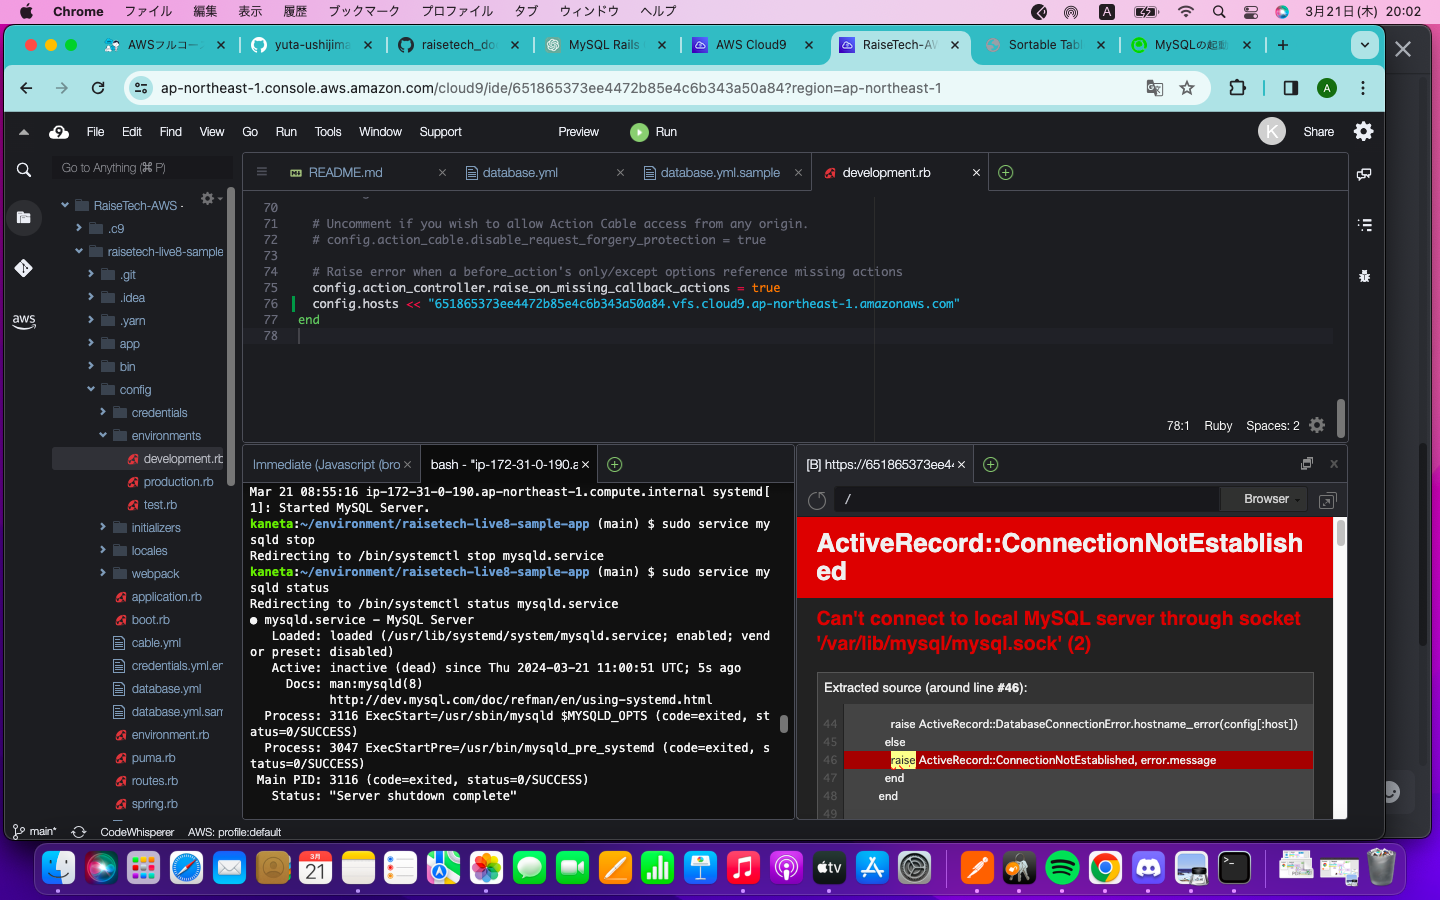 Chrome ファイル 編集 表示 履歴 ブックマーク プロファイル タブ ウィンドウ ヘルプ A 3月21日(木) 20:02
AWSフルコー yuta-ushijima raisetech_do MySQL Rails AWS Cloud9 RaiseTech-AW Sortable Tab MySQLの起動
ap-northeast-1.console.aws.amazon.com/cloud9/ide/651865373ee4472b85e4c6b343a50a84?region=ap-northeast-1 A
File Edit Find View Go Run Tools Window Support Preview Run K Share
Go to Anything (⌘ P)
README.md database.yml database.yml.sample development.rb
RaiseTech-AWS -
.c9
raisetech-live8-sample
.git
.idea
.yarn
app
bin
config
credentials
environments
development.rb
production.rb
test.rb
initializers
locales
webpack
application.rb
boot.rb
cable.yml
credentials.yml.en
database.yml
database.yml.sam
environment.rb
puma.rb
routes.rb
spring.rb
aws
70
71 # Uncomment if you wish to allow Action Cable access from any origin.
72 # config.action_cable.disable_request_forgery_protection = true
73
74 # Raise error when a before_action's only/except options reference missing actions
75 config.action_controller.raise_on_missing_callback_actions = true
76 config.hosts << "651865373ee4472b85e4c6b343a50a84.vfs.cloud9.ap-northeast-1.amazonaws.com"
77 end
78
78:1 Ruby Spaces: 2
Immediate (Javascript (bro bash - "ip-172-31-0-190.a
Mar 21 08:55:16 ip-172-31-0-190.ap-northeast-1.compute.internal systemd[
1]: Started MySQL Server.
kaneta:~/environment/raisetech-live8-sample-app (main) $ sudo service my
sqld stop
Redirecting to /bin/systemctl stop mysqld.service
kaneta:~/environment/raisetech-live8-sample-app (main) $ sudo service my
sqld status
Redirecting to /bin/systemctl status mysqld.service
● mysqld.service - MySQL Server
Loaded: loaded (/usr/lib/systemd/system/mysqld.service; enabled; vend
or preset: disabled)
Active: inactive (dead) since Thu 2024-03-21 11:00:51 UTC; 5s ago
Docs: man:mysqld(8)
http://dev.mysql.com/doc/refman/en/using-systemd.html
Process: 3116 ExecStart=/usr/sbin/mysqld $MYSQLD_OPTS (code=exited, st
atus=0/SUCCESS)
Process: 3047 ExecStartPre=/usr/bin/mysqld_pre_systemd (code=exited, s
tatus=0/SUCCESS)
Main PID: 3116 (code=exited, status=0/SUCCESS)
Status: "Server shutdown complete"
[B] https://651865373ee4
/ Browser
ActiveRecord::ConnectionNotEstablish
ed
Can't connect to local MySQL server through socket
'/var/lib/mysql/mysql.sock' (2)
Extracted source (around line #46):
44 raise ActiveRecord::DatabaseConnectionError.hostname_error(config[:host])
45 else
46 raise ActiveRecord::ConnectionNotEstablished, error.message
47 end
48 end
49
main* CodeWhisperer AWS: profile:default
3月
21
tv